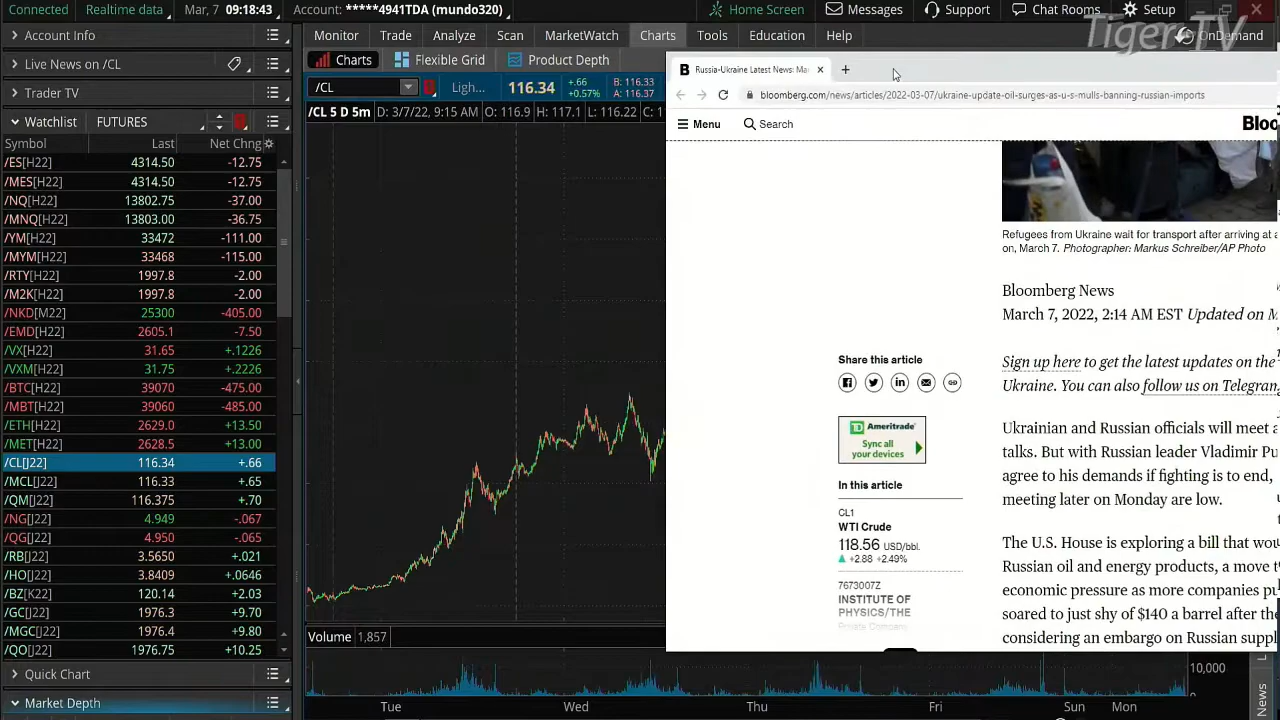 Connected Realtime data Mar, 7 09:18:43 Account: *****4941TDA (mundo320) Home Screen Messages Support Chat Rooms Setup
TigerTV
OnDemand
Account Info
Live News on /CL
Trader TV
Watchlist FUTURES
Symbol Last Net Chng
/ES[H22] 4314.50 -12.75
/MES[H22] 4314.50 -12.75
/NQ[H22] 13802.75 -37.00
/MNQ[H22] 13803.00 -36.75
/YM[H22] 33472 -111.00
/MYM[H22] 33468 -115.00
/RTY[H22] 1997.8 -2.00
/M2K[H22] 1997.8 -2.00
/NKD[M22] 25300 -405.00
/EMD[H22] 2605.1 -7.50
/VX[H22] 31.65 +.1226
/VXM[H22] 31.75 +.2226
/BTC[H22] 39070 -475.00
/MBT[H22] 39060 -485.00
/ETH[H22] 2629.0 +13.50
/MET[H22] 2628.5 +13.00
/CL[J22] 116.34 +.66
/MCL[J22] 116.33 +.65
/QM[J22] 116.375 +.70
/NG[J22] 4.949 -.067
/QG[J22] 4.950 -.065
/RB[J22] 3.5650 +.021
/HO[J22] 3.8403 +.0646
/BZ[K22] 120.14 +2.03
/GC[J22] 1976.3 +9.70
/MGC[J22] 1976.4 +9.80
/QO[J22] 1976.75 +10.25
Quick Chart
Market Depth
Monitor Trade Analyze Scan MarketWatch Charts Tools Education Help
Charts Flexible Grid Product Depth
/CL Ligh... 116.34 +.66 +0.57% B: 116.33 A: 116.37
/CL 5 D 5m D: 3/7/22, 9:15 AM O: 116.9 H: 117.1 L: 116.22 C: 1
Volume 1,857
10,000
0
Tue Wed Thu Fri Sun Mon
News
Russia-Ukraine Latest News: Ma
bloomberg.com/news/articles/2022-03-07/ukraine-update-oil-surges-as-u-s-mulls-banning-russian-imports
Menu Search Bloo
Refugees from Ukraine wait for transport after arriving at a
on, March 7. Photographer: Markus Schreiber/AP Photo
Bloomberg News
March 7, 2022, 2:14 AM EST Updated on M
Sign up here to get the latest updates on the
Ukraine. You can also follow us on Telegram
Ukrainian and Russian officials will meet a
talks. But with Russian leader Vladimir Pu
agree to his demands if fighting is to end,
meeting later on Monday are low.
The U.S. House is exploring a bill that wou
Russian oil and energy products, a move
economic pressure as more companies pu
soared to just shy of $140 a barrel after the
considering an embargo on Russian suppl
Share this article
Ameritrade
Sync all
your devices
In this article
CL1
WTI Crude
118.56 USD/bbl.
+2.88 +2.49%
7673007Z
INSTITUTE OF
PHYSICS/THE
Private Company